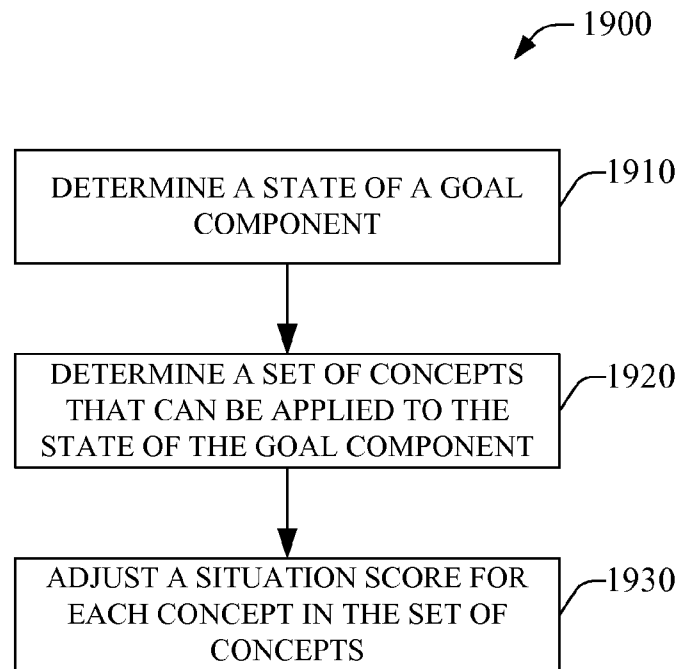 1900
DETERMINE A STATE OF A GOAL
COMPONENT
1910
DETERMINE A SET OF CONCEPTS
THAT CAN BE APPLIED TO THE
STATE OF THE GOAL COMPONENT
1920
ADJUST A SITUATION SCORE FOR
EACH CONCEPT IN THE SET OF
CONCEPTS
1930